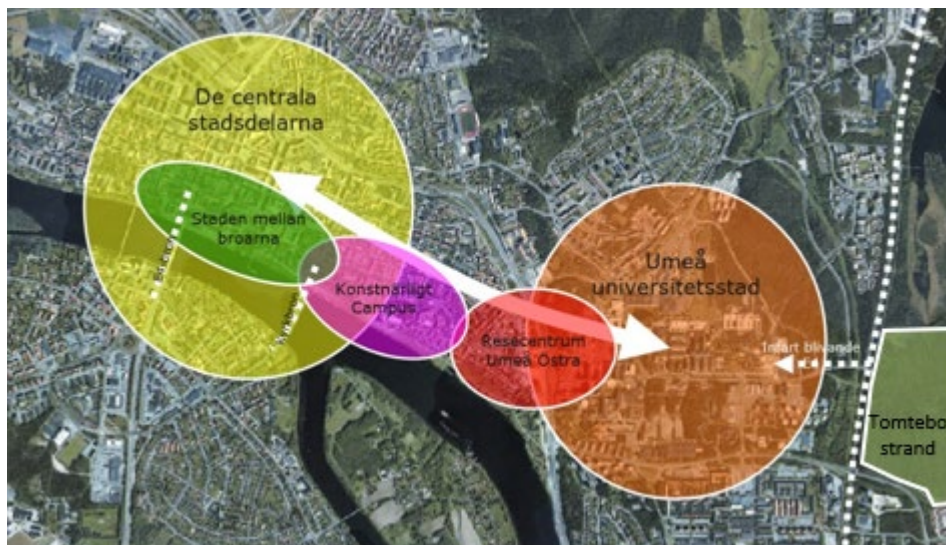 De centrala
stadsdelarna
Staden mellan
broarna
Konstnärligt
Campus
Resecentrum
Umeå Östra
Umeå
universitetsstad
Infart blivande
Tomtebo
strand